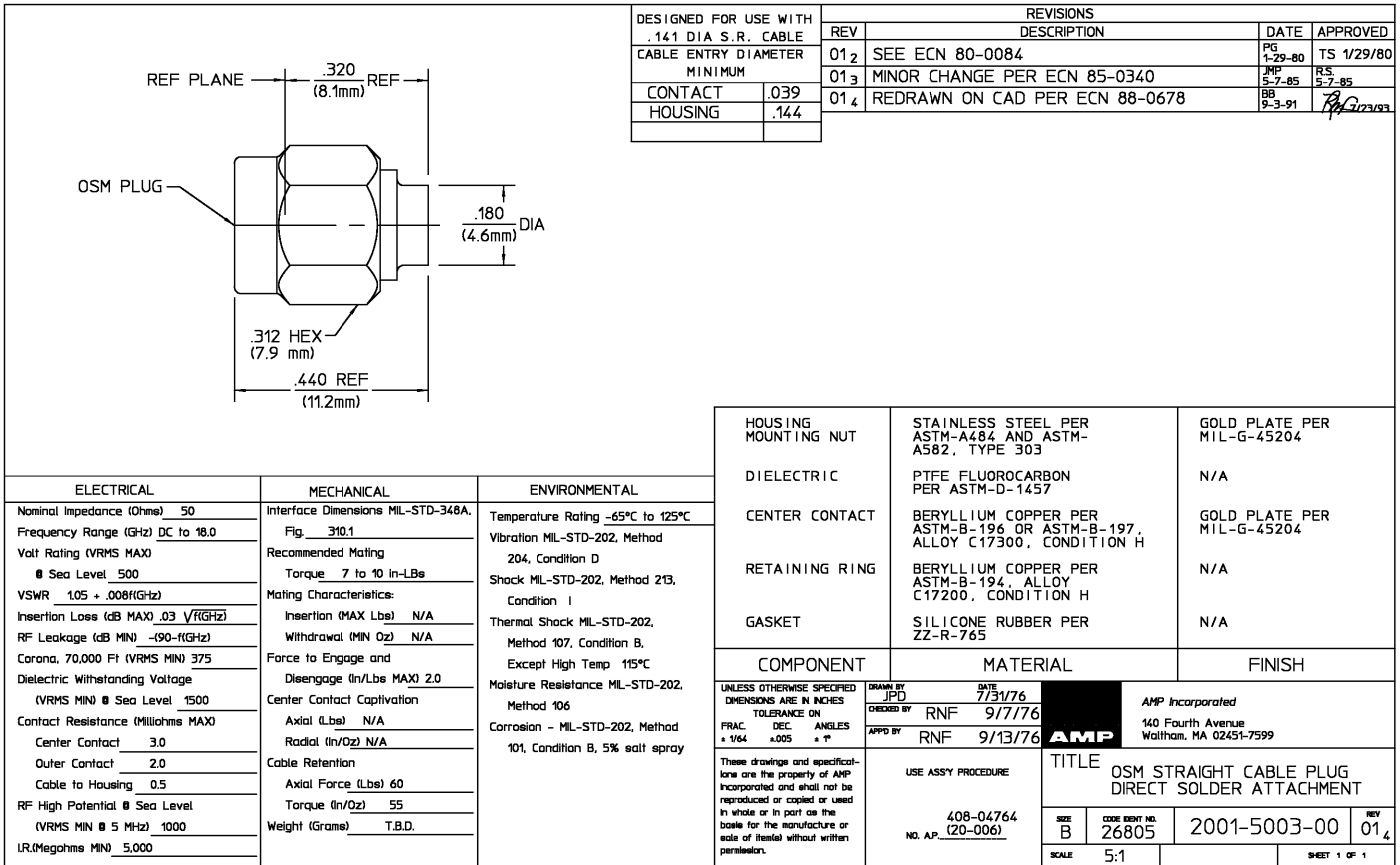 DESIGNED FOR USE WITH
.141 DIA S.R. CABLE
CABLE ENTRY DIAMETER
MINIMUM
CONTACT .039
HOUSING .144
REVISIONS
REV DESCRIPTION DATE APPROVED
01 2 SEE ECN 80-0084 PG 1-29-80 TS 1/29/80
01 3 MINOR CHANGE PER ECN 85-0340 JMP 5-7-85 R.S. 5-7-85
01 4 REDRAWN ON CAD PER ECN 88-0678 BB 9-3-91 7/23/93
REF PLANE
.320
(8.1mm)
REF
OSM PLUG
.180
(4.6mm)
DIA
.312 HEX
(7.9 mm)
.440 REF
(11.2mm)
ELECTRICAL
Nominal Impedance (Ohms) 50
Frequency Range (GHz) DC to 18.0
Volt Rating (VRMS MAX)
@ Sea Level 500
VSWR 1.05 + .008f(GHz)
Insertion Loss (dB MAX) .03 √f(GHz)
RF Leakage (dB MIN) -(90-f(GHz)
Corona, 70,000 Ft (VRMS MIN) 375
Dielectric Withstanding Voltage
(VRMS MIN) @ Sea Level 1500
Contact Resistance (Milliohms MAX)
Center Contact 3.0
Outer Contact 2.0
Cable to Housing 0.5
RF High Potential @ Sea Level
(VRMS MIN @ 5 MHz) 1000
I.R.(Megohms MIN) 5,000
MECHANICAL
Interface Dimensions MIL-STD-348A,
Fig. 310.1
Recommended Mating
Torque 7 to 10 in-LBs
Mating Characteristics:
Insertion (MAX Lbs) N/A
Withdrawal (MIN Oz) N/A
Force to Engage and
Disengage (In/Lbs MAX) 2.0
Center Contact Captivation
Axial (Lbs) N/A
Radial (In/Oz) N/A
Cable Retention
Axial Force (Lbs) 60
Torque (In/Oz) 55
Weight (Grams) T.B.D.
ENVIRONMENTAL
Temperature Rating -65°C to 125°C
Vibration MIL-STD-202, Method
204, Condition D
Shock MIL-STD-202, Method 213,
Condition I
Thermal Shock MIL-STD-202,
Method 107, Condition B,
Except High Temp 115°C
Moisture Resistance MIL-STD-202,
Method 106
Corrosion - MIL-STD-202, Method
101, Condition B, 5% salt spray
HOUSING
MOUNTING NUT
STAINLESS STEEL PER
ASTM-A484 AND ASTM-
A582, TYPE 303
GOLD PLATE PER
MIL-G-45204
DIELECTRIC
PTFE FLUOROCARBON
PER ASTM-D-1457
N/A
CENTER CONTACT
BERYLLIUM COPPER PER
ASTM-B-196 OR ASTM-B-197,
ALLOY C17300, CONDITION H
GOLD PLATE PER
MIL-G-45204
RETAINING RING
BERYLLIUM COPPER PER
ASTM-B-194, ALLOY
C17200, CONDITION H
N/A
GASKET
SILICONE RUBBER PER
ZZ-R-765
N/A
COMPONENT MATERIAL FINISH
UNLESS OTHERWISE SPECIFIED
DIMENSIONS ARE IN INCHES
TOLERANCE ON
FRAC. DEC. ANGLES
± 1/64 ±.005 ± 1°
DRAWN BY JPD DATE 7/31/76
CHECKED BY RNF 9/7/76
APP'D BY RNF 9/13/76
AMP
AMP Incorporated
140 Fourth Avenue
Waltham, MA 02451-7599
These drawings and specificat-
ions are the property of AMP
Incorporated and shall not be
reproduced or copied or used
in whole or in part as the
basis for the manufacture or
sale of item(s) without written
permission.
USE ASS'Y PROCEDURE
408-04764
NO. AP. (20-006)
TITLE
OSM STRAIGHT CABLE PLUG
DIRECT SOLDER ATTACHMENT
SIZE B
CODE IDENT NO. 26805
2001-5003-00
REV 01 4
SCALE 5:1
SHEET 1 OF 1